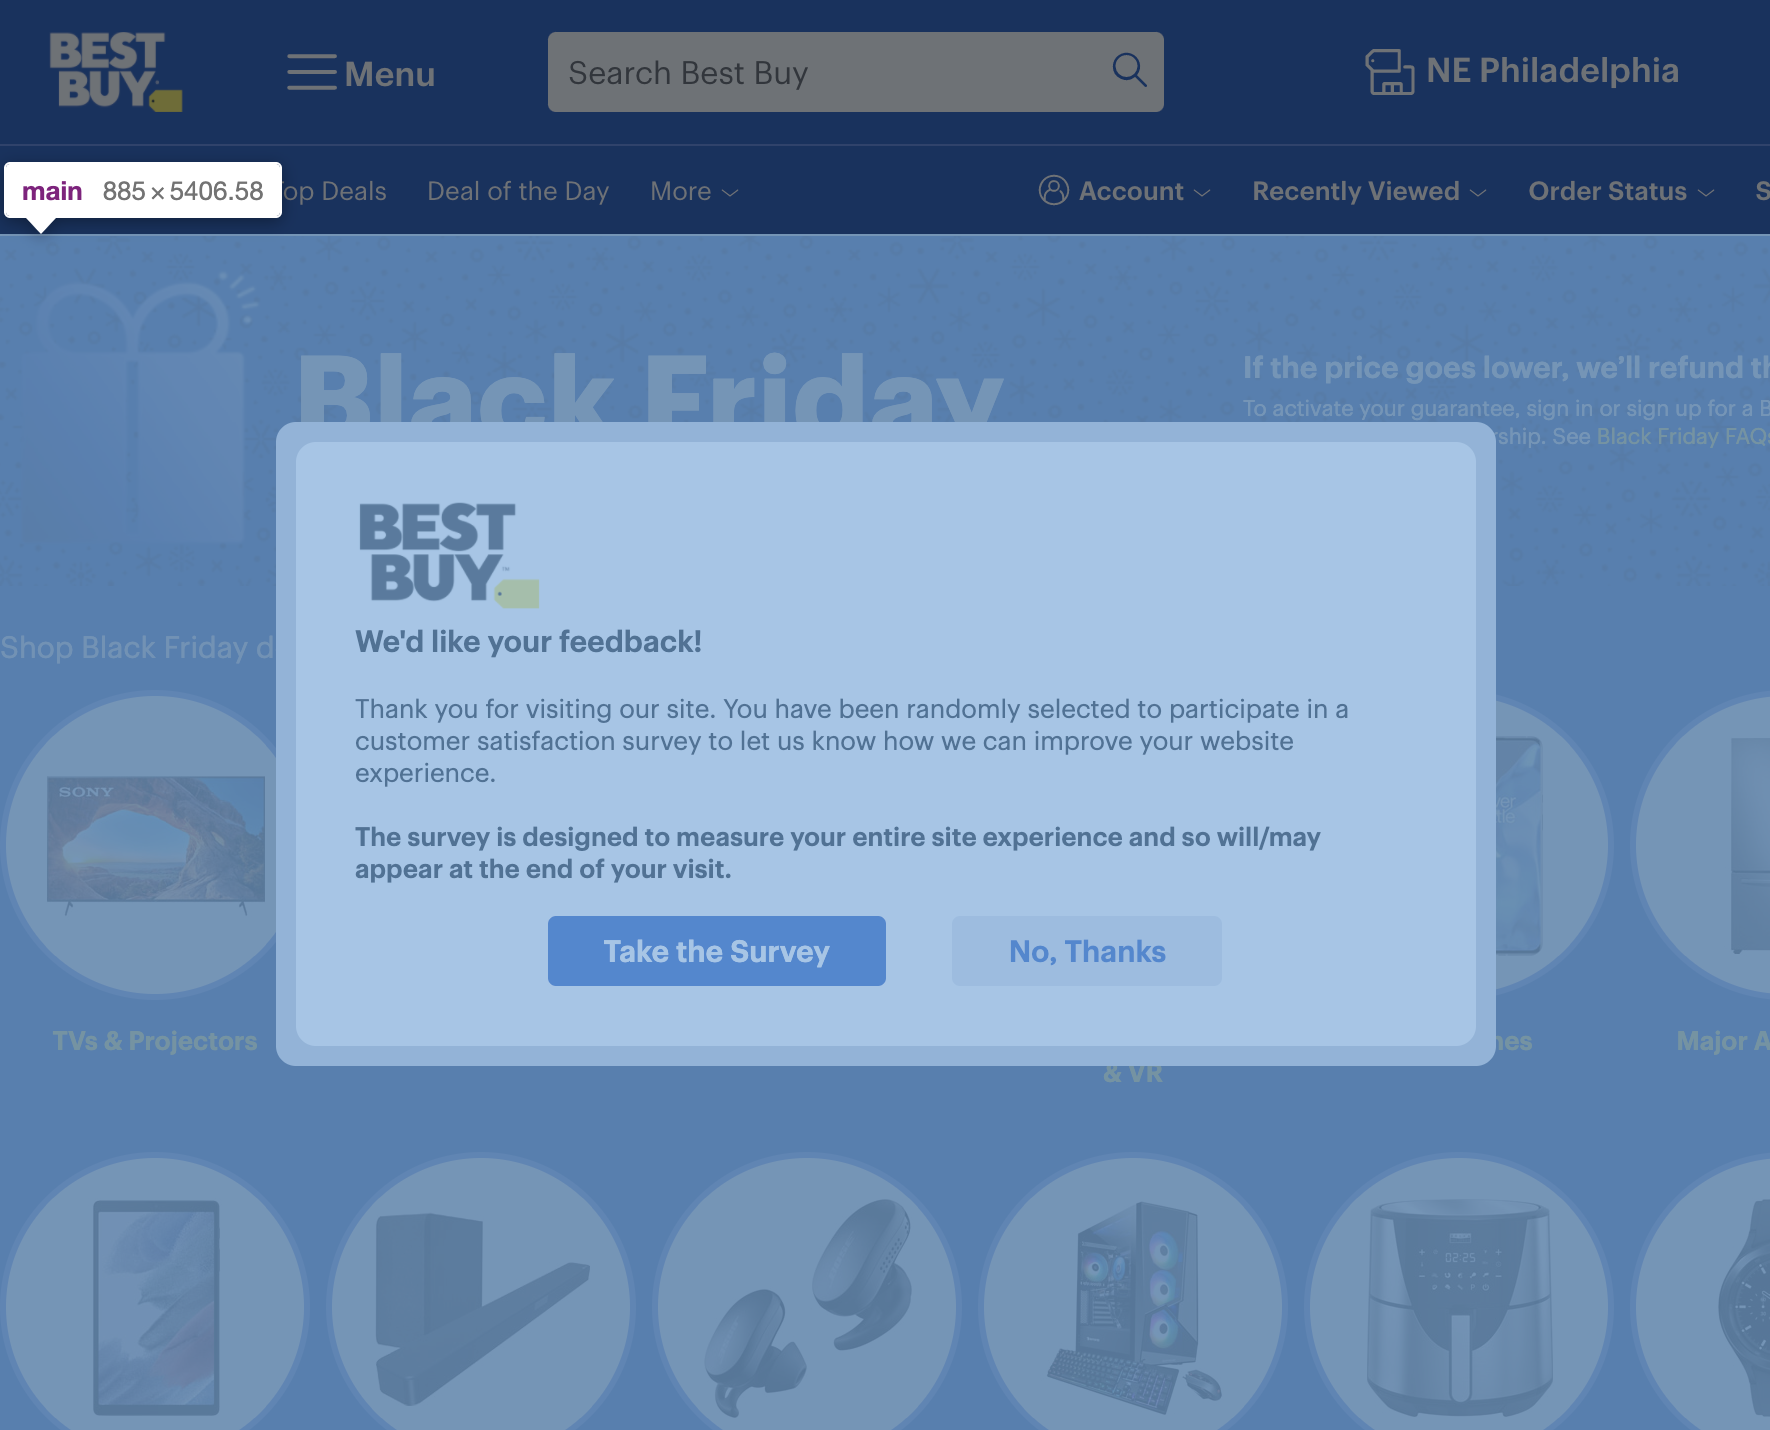 BEST
BUY
Menu
Search Best Buy
NE Philadelphia
main 885 × 5406.58
op Deals
Deal of the Day
More
Account
Recently Viewed
Order Status
S
Black Friday
If the price goes lower, we'll refund th
To activate your guarantee, sign in or sign up for a B
rship. See Black Friday FAQs
BEST
BUY™
We'd like your feedback!
Thank you for visiting our site. You have been randomly selected to participate in a
customer satisfaction survey to let us know how we can improve your website
experience.
The survey is designed to measure your entire site experience and so will/may
appear at the end of your visit.
Take the Survey
No, Thanks
Shop Black Friday d
SONY
TVs & Projectors
& VR
nes
Major A
02:25